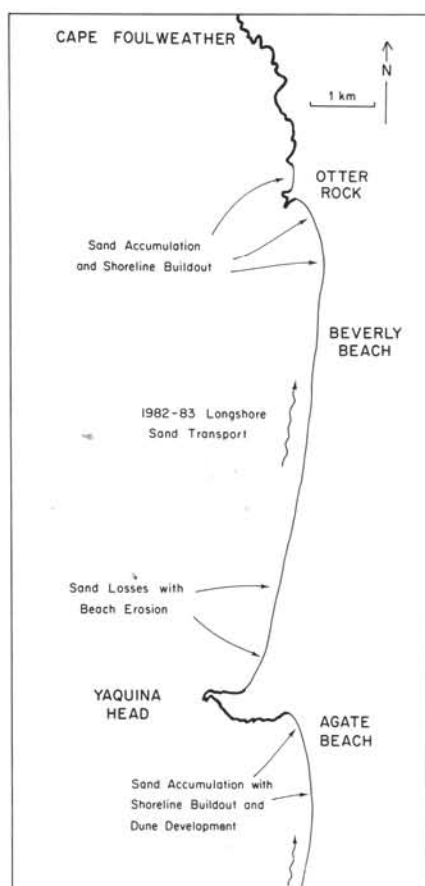 CAPE FOULWEATHER
N
1 km
OTTER
ROCK
Sand Accumulation
and Shoreline Buildout
BEVERLY
BEACH
1982-83 Longshore
Sand Transport
Sand Losses with
Beach Erosion
YAQUINA
HEAD
AGATE
BEACH
Sand Accumulation with
Shoreline Buildout and
Dune Development